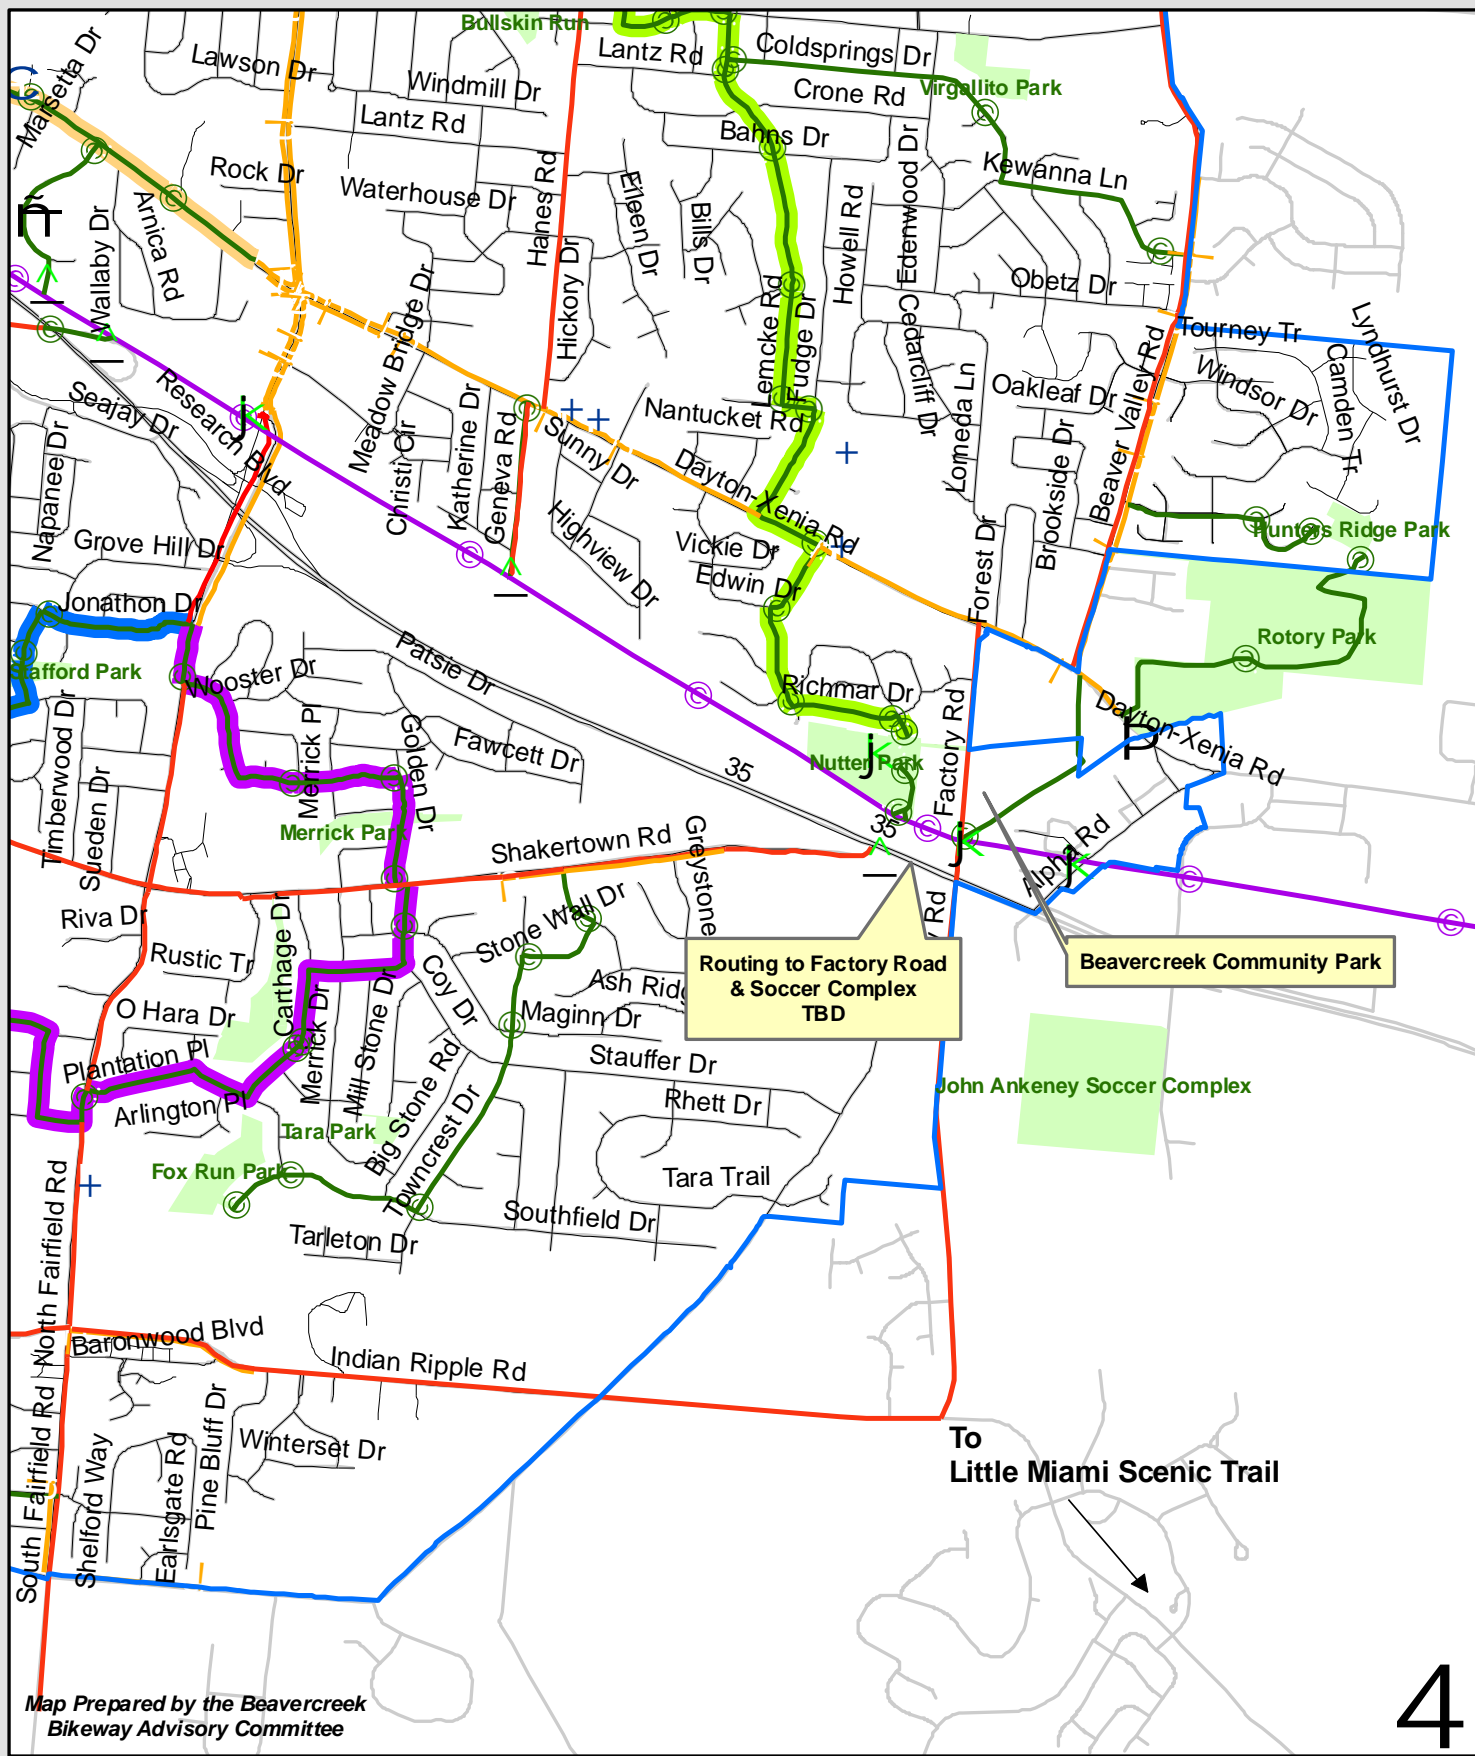 Bullskin Run
Marsetta Dr
Lawson Dr
Windmill Dr
Lantz Rd
Lantz Rd
Coldsprings Dr
Crone Rd
Virgallito Park
Bahns Dr
Kewanna Ln
Rock Dr
Waterhouse Dr
Hanes Rd
Eileen Dr
Bills Dr
Howell Rd
Edenwood Dr
Arnica Rd
Wallaby Dr
Obetz Dr
Hickory Dr
Lemcke Rd
Fudge Dr
Cedarcliff Dr
Meadow Bridge Dr
Tourney Tr
Lyndhurst Dr
Camden Tr
Windsor Dr
Beaver Valley Rd
Oakleaf Dr
Lomeda Ln
Brookside Dr
Seajay Dr
Research Blvd
Napanee Dr
Christi Cir
Katherine Dr
Geneva Rd
Sunny Dr
Nantucket Rd
Dayton-Xenia Rd
Highview Dr
Vickie Dr
Edwin Dr
Forest Dr
Hunters Ridge Park
Grove Hill Dr
Jonathon Dr
Stafford Park
Rotory Park
Patsie Dr
Wooster Dr
Richmar Dr
Factory Rd
Dayton-Xenia Rd
Timberwood Dr
Sueden Dr
Merrick Pl
Golden Dr
Fawcett Dr
35
Nutter Park
P
j
j
j
j
ñ
Merrick Park
Shakertown Rd
Greystone
35
Alpha Rd
Riva Dr
Rustic Tr
Carthage Dr
Stone Wall Dr
Coy Dr
Ash Ridg
Routing to Factory Road
& Soccer Complex
TBD
y Rd
Beavercreek Community Park
O Hara Dr
Plantation Pl
Arlington Pl
Merrick Dr
Mill Stone Dr
Maginn Dr
Stauffer Dr
Rhett Dr
John Ankeney Soccer Complex
Tara Park
Big Stone Rd
Towncrest Dr
Fox Run Park
Tara Trail
Southfield Dr
Tarleton Dr
North Fairfield Rd
Baronwood Blvd
Indian Ripple Rd
South Fairfield Rd
Shelford Way
Earlsgate Rd
Pine Bluff Dr
Winterset Dr
To
Little Miami Scenic Trail
Map Prepared by the Beavercreek
Bikeway Advisory Committee
4